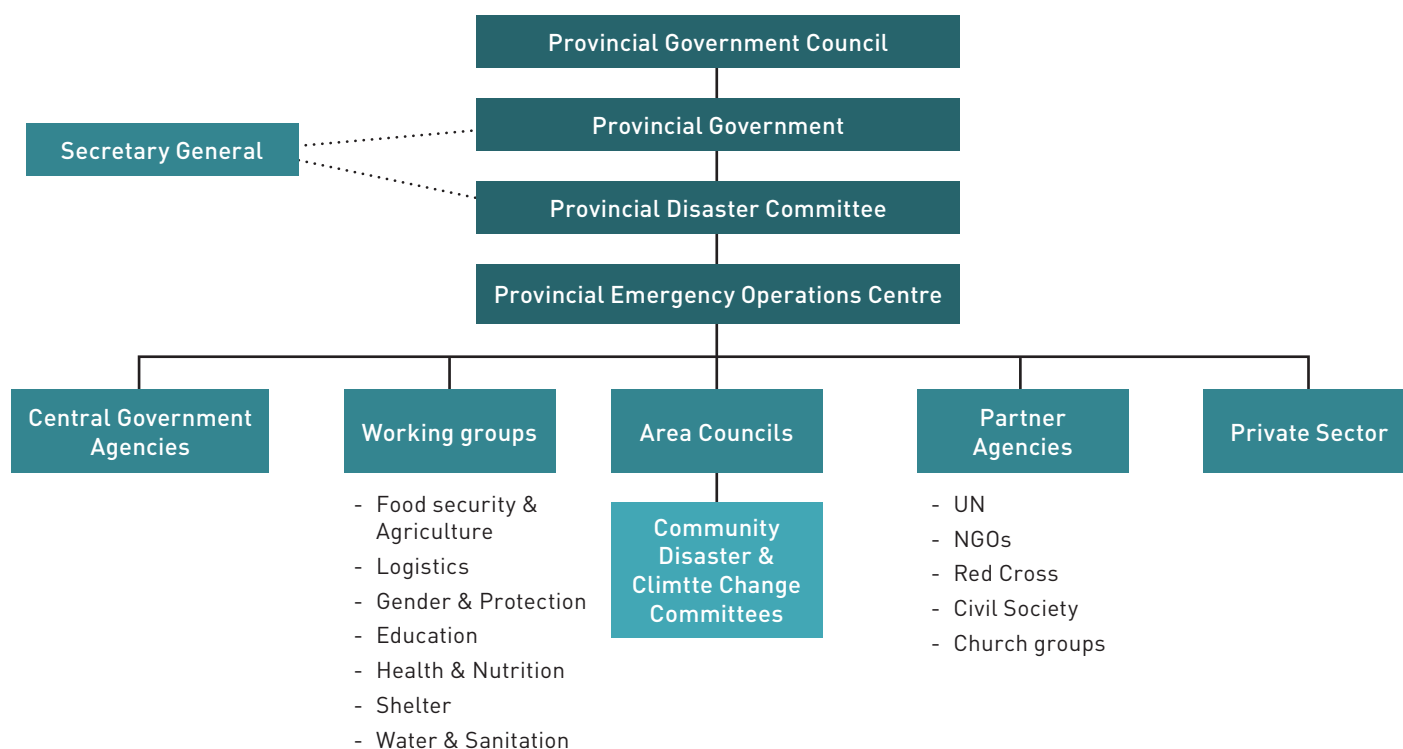 Provincial Government Council
Provincial Government
Secretary General
Provincial Disaster Committee
Provincial Emergency Operations Centre
Central Government
Agencies
Working groups
- Food security &
Agriculture
- Logistics
- Gender & Protection
- Education
- Health & Nutrition
- Shelter
- Water & Sanitation
Area Councils
Community
Disaster &
Climtte Change
Committees
Partner
Agencies
- UN
- NGOs
- Red Cross
- Civil Society
- Church groups
Private Sector